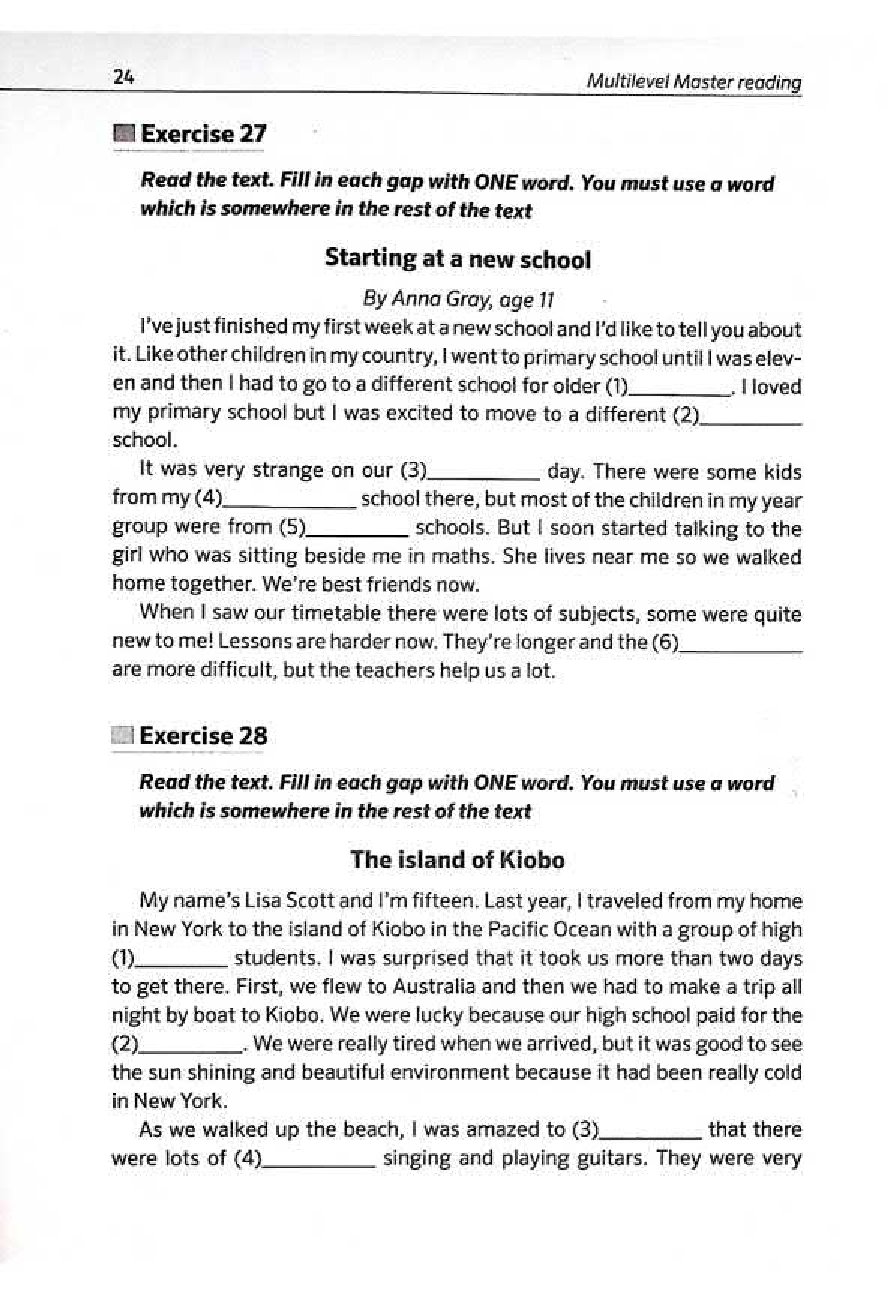 24
Multilevel Master reading
Exercise 27
Read the text. Fill in each gap with ONE word. You must use a word
which is somewhere in the rest of the text
Starting at a new school
By Anna Gray, age 11
I've just finished my first week at a new school and I'd like to tell you about
it. Like other children in my country, I went to primary school until I was elev-
en and then I had to go to a different school for older (1)__________. I loved
my primary school but I was excited to move to a different (2)__________
school.
It was very strange on our (3)__________ day. There were some kids
from my (4)__________ school there, but most of the children in my year
group were from (5)__________ schools. But I soon started talking to the
girl who was sitting beside me in maths. She lives near me so we walked
home together. We're best friends now.
When I saw our timetable there were lots of subjects, some were quite
new to me! Lessons are harder now. They're longer and the (6)__________
are more difficult, but the teachers help us a lot.
Exercise 28
Read the text. Fill in each gap with ONE word. You must use a word
which is somewhere in the rest of the text
The island of Kiobo
My name's Lisa Scott and I'm fifteen. Last year, I traveled from my home
in New York to the island of Kiobo in the Pacific Ocean with a group of high
(1)__________ students. I was surprised that it took us more than two days
to get there. First, we flew to Australia and then we had to make a trip all
night by boat to Kiobo. We were lucky because our high school paid for the
(2)__________. We were really tired when we arrived, but it was good to see
the sun shining and beautiful environment because it had been really cold
in New York.
As we walked up the beach, I was amazed to (3)__________ that there
were lots of (4)__________ singing and playing guitars. They were very